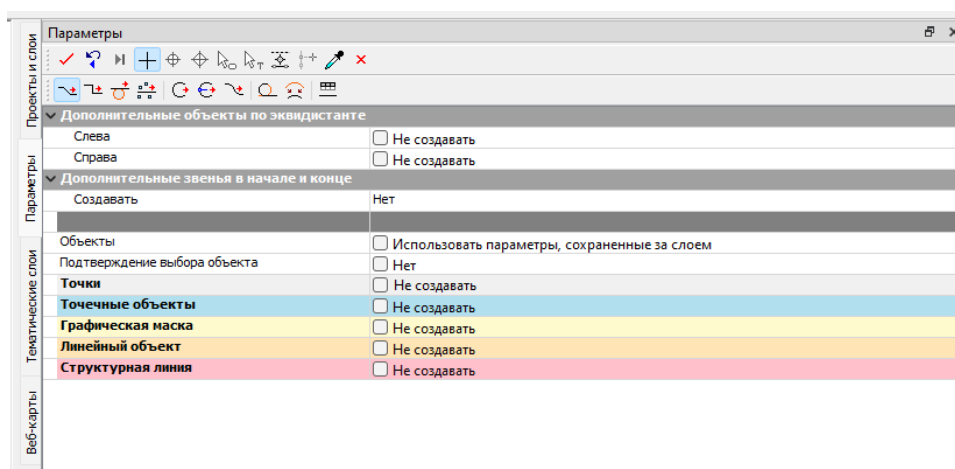 Параметры
Дополнительные объекты по эквидистанте
Слева Не создавать
Справа Не создавать
Дополнительные звенья в начале и конце
Создавать Нет
Объекты Использовать параметры, сохраненные за слоем
Подтверждение выбора объекта Нет
Точки Не создавать
Точечные объекты Не создавать
Графическая маска Не создавать
Линейный объект Не создавать
Структурная линия Не создавать
Проекты и слои
Параметры
Тематические слои
Веб-карты